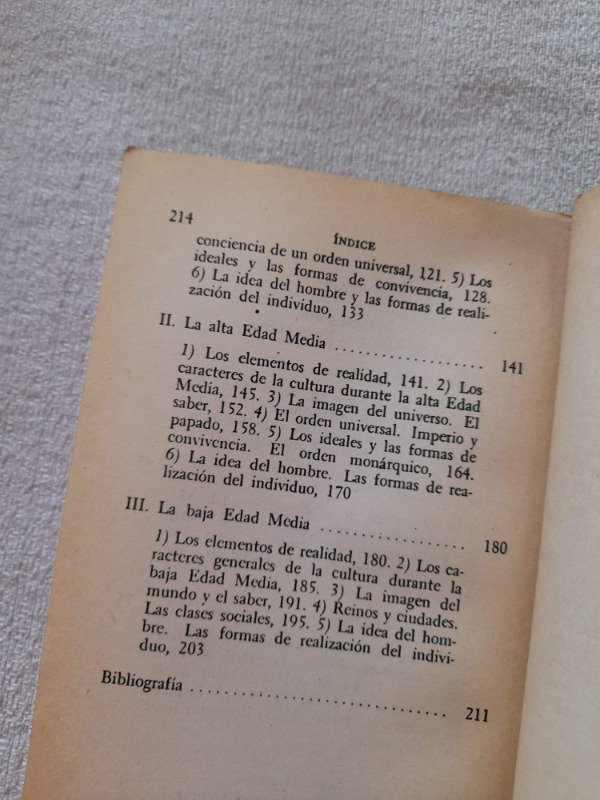 214
ÍNDICE
conciencia de un orden universal, 121. 5) Los
ideales y las formas de convivencia, 128.
6) La idea del hombre y las formas de reali-
zación del individuo, 133
II. La alta Edad Media .................... 141
1) Los elementos de realidad, 141. 2) Los
caracteres de la cultura durante la alta Edad
Media, 145. 3) La imagen del universo. El
saber, 152. 4) El orden universal. Imperio y
papado, 158. 5) Los ideales y las formas de
convivencia. El orden monárquico, 164.
6) La idea del hombre. Las formas de rea-
lización del individuo, 170
III. La baja Edad Media .................... 180
1) Los elementos de realidad, 180. 2) Los ca-
racteres generales de la cultura durante la
baja Edad Media, 185. 3) La imagen del
mundo y el saber, 191. 4) Reinos y ciudades.
Las clases sociales, 195. 5) La idea del hom-
bre. Las formas de realización del indivi-
duo, 203
Bibliografía .............................. 211